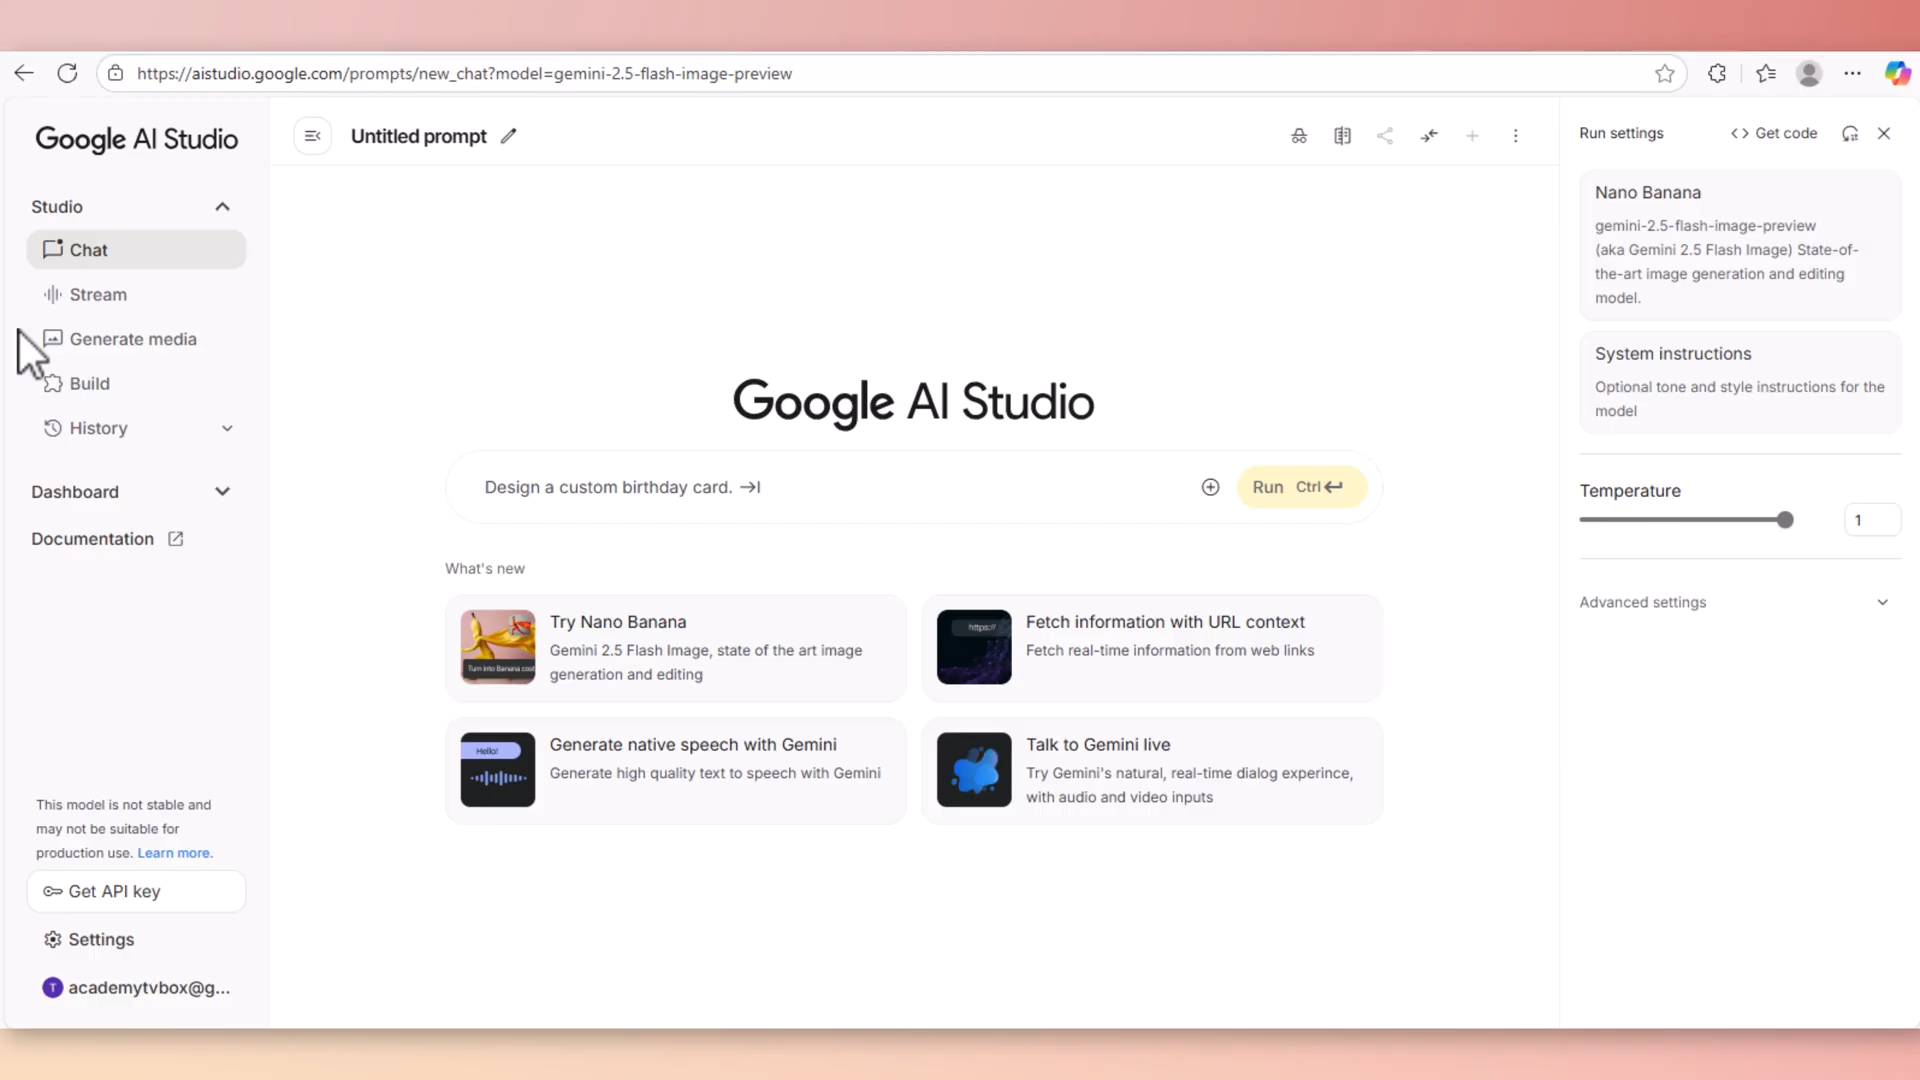 https://aistudio.google.com/prompts/new_chat?model=gemini-2.5-flash-image-preview
Google AI Studio
Studio
Chat
Stream
Generate media
Build
History
Dashboard
Documentation
This model is not stable and
may not be suitable for
production use. Learn more.
Get API key
Settings
T academytvbox@g...
Untitled prompt
Google AI Studio
Design a custom birthday card.
Run Ctrl
What's new
Turn into Banana cost
Try Nano Banana
Gemini 2.5 Flash Image, state of the art image
generation and editing
https://
Fetch information with URL context
Fetch real-time information from web links
Hello!
Generate native speech with Gemini
Generate high quality text to speech with Gemini
Talk to Gemini live
Try Gemini's natural, real-time dialog experince,
with audio and video inputs
Run settings
<> Get code
Nano Banana
gemini-2.5-flash-image-preview
(aka Gemini 2.5 Flash Image) State-of-
the-art image generation and editing
model.
System instructions
Optional tone and style instructions for the
model
Temperature
1
Advanced settings